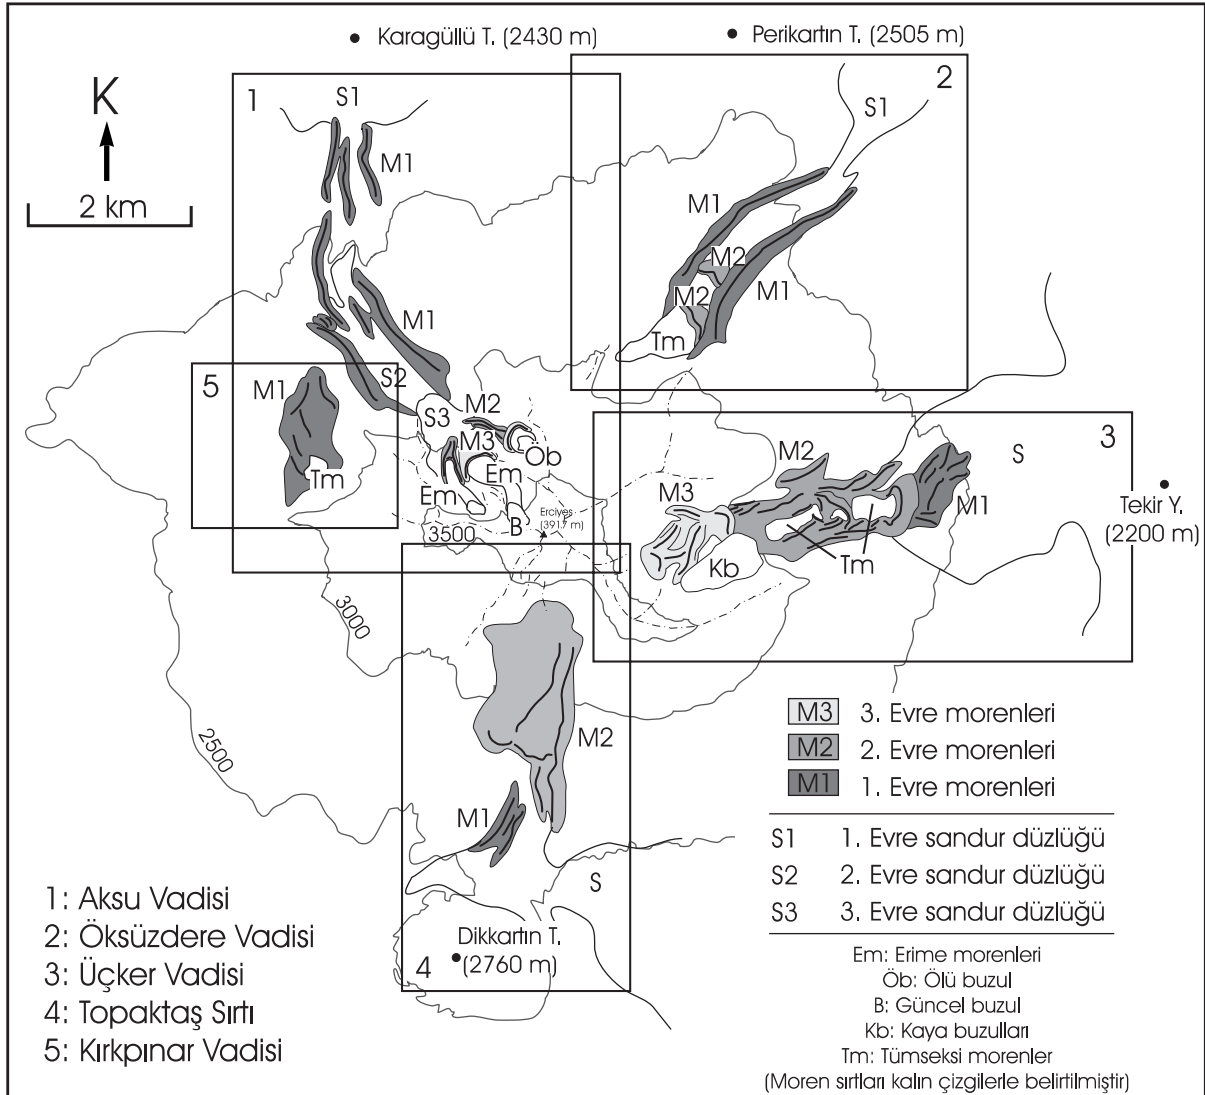 Karagüllü T. (2430 m)
Perikartın T. (2505 m)
K
2 km
1
S1
M1
M1
S2
S3
M2
M3
Em
Em
Öb
B
Erciyes
(3917 m)
3500
3000
2500
2
S1
M1
M2
M2
M1
Tm
5
M1
Tm
3
S
M2
M3
M1
Kb
Tm
Tekir Y.
(2200 m)
M2
M1
S
4
Dikkartın T.
(2760 m)
M3 3. Evre morenleri
M2 2. Evre morenleri
M1 1. Evre morenleri
S1 1. Evre sandur düzlüğü
S2 2. Evre sandur düzlüğü
S3 3. Evre sandur düzlüğü
Em: Erime morenleri
Öb: Ölü buzul
B: Güncel buzul
Kb: Kaya buzulları
Tm: Tümseksi morenler
(Moren sırtları kalın çizgilerle belirtilmiştir)
1: Aksu Vadisi
2: Öksüzdere Vadisi
3: Üçker Vadisi
4: Topaktaş Sırtı
5: Kırkpınar Vadisi